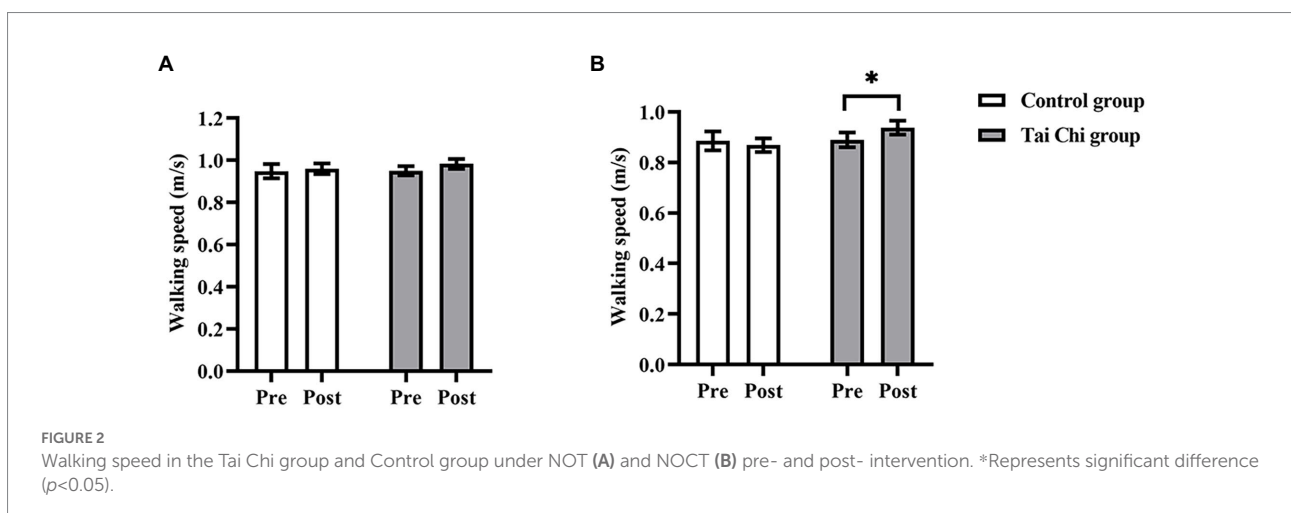 A
Walking speed (m/s)
1.2
1.0
0.8
0.6
0.4
0.2
0.0
Pre Post Pre Post
B
*
Walking speed (m/s)
1.0
0.8
0.6
0.4
0.2
0.0
Pre Post Pre Post
Control group
Tai Chi group
FIGURE 2
Walking speed in the Tai Chi group and Control group under NOT (A) and NOCT (B) pre- and post- intervention. *Represents significant difference
(p<0.05).